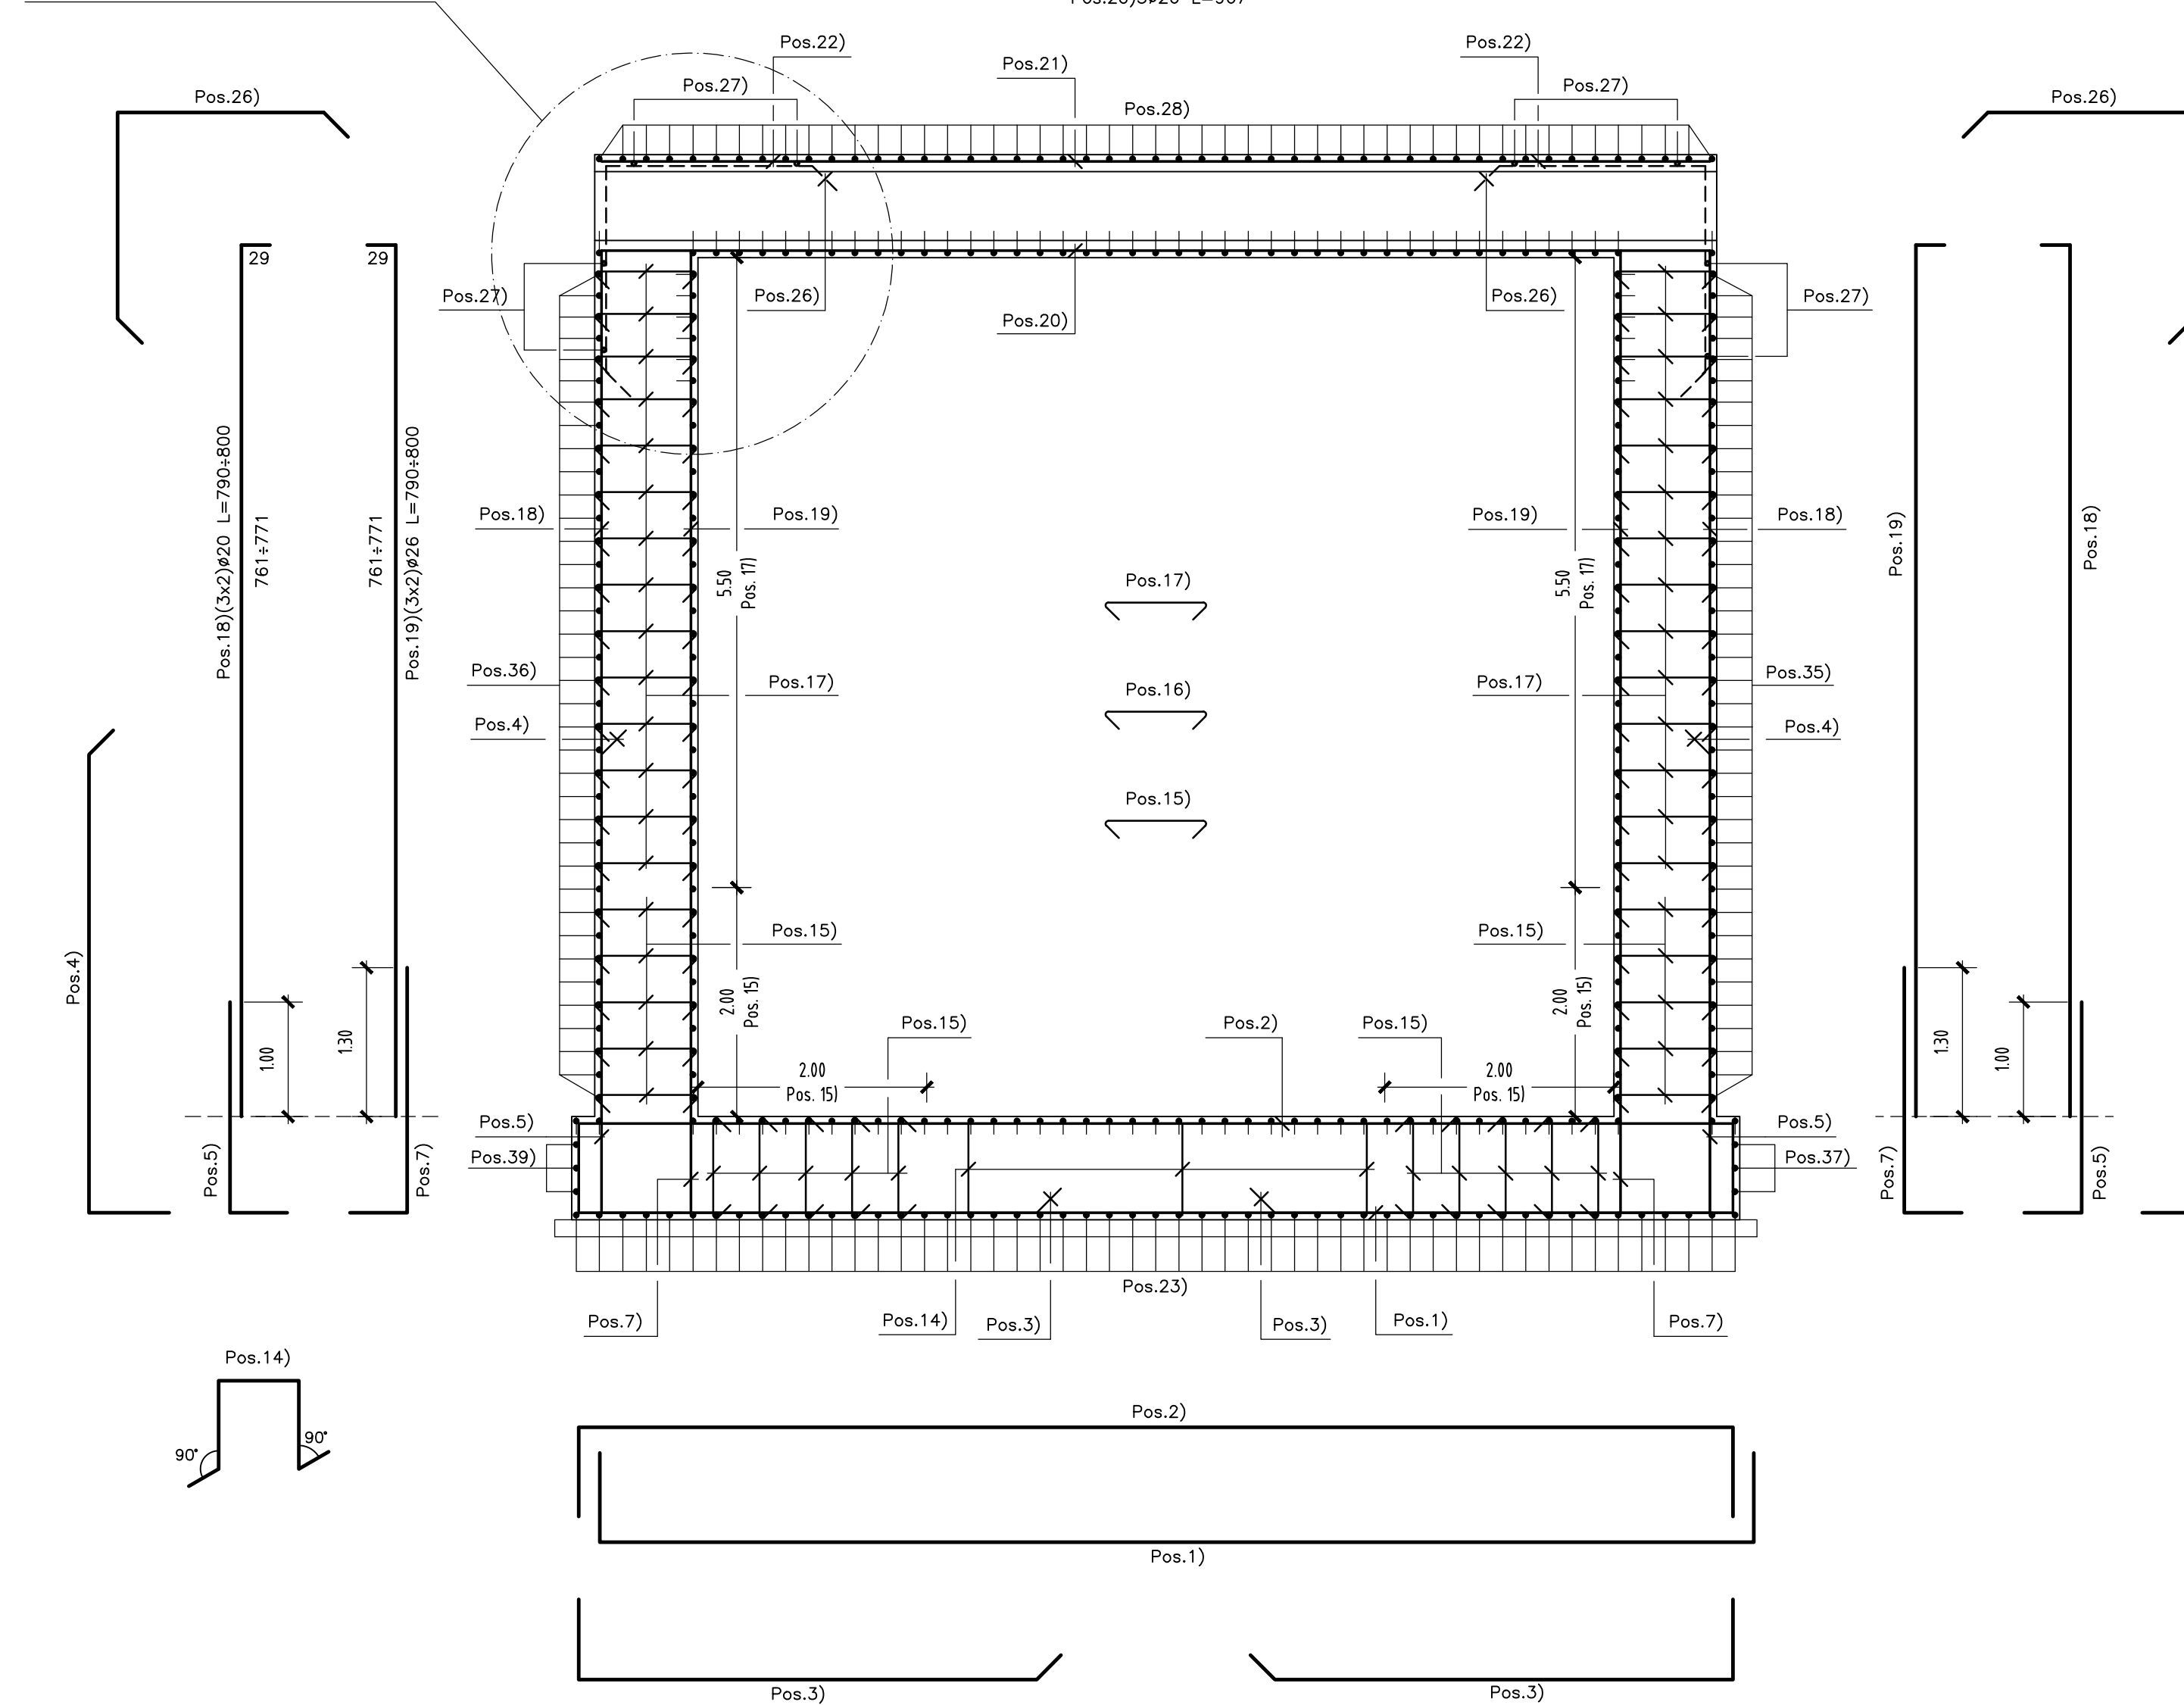 Pos.22)
Pos.22)
Pos.21)
Pos.27)
Pos.27)
Pos.26)
Pos.28)
Pos.26)
29
29
Pos.27)
Pos.26)
Pos.26)
Pos.27)
Pos.20)
Pos.18)(3x2)ø20 L=790÷800
761÷771
761÷771
Pos.19)(3x2)ø26 L=790÷800
Pos.18)
Pos.19)
Pos.19)
Pos.18)
Pos.19)
Pos.18)
5.50
Pos. 17)
5.50
Pos. 17)
Pos.17)
Pos.36)
Pos.17)
Pos.16)
Pos.17)
Pos.35)
Pos.4)
Pos.4)
Pos.15)
Pos.15)
Pos.15)
Pos.4)
2.00
Pos. 15)
2.00
Pos. 15)
1.00
1.30
1.30
1.00
Pos.15)
Pos.2)
Pos.15)
2.00
Pos. 15)
2.00
Pos. 15)
Pos.5)
Pos.5)
Pos.39)
Pos.37)
Pos.5)
Pos.7)
Pos.7)
Pos.5)
Pos.23)
Pos.7)
Pos.14)
Pos.3)
Pos.3)
Pos.1)
Pos.7)
Pos.14)
90°
90°
Pos.2)
Pos.1)
Pos.3)
Pos.3)